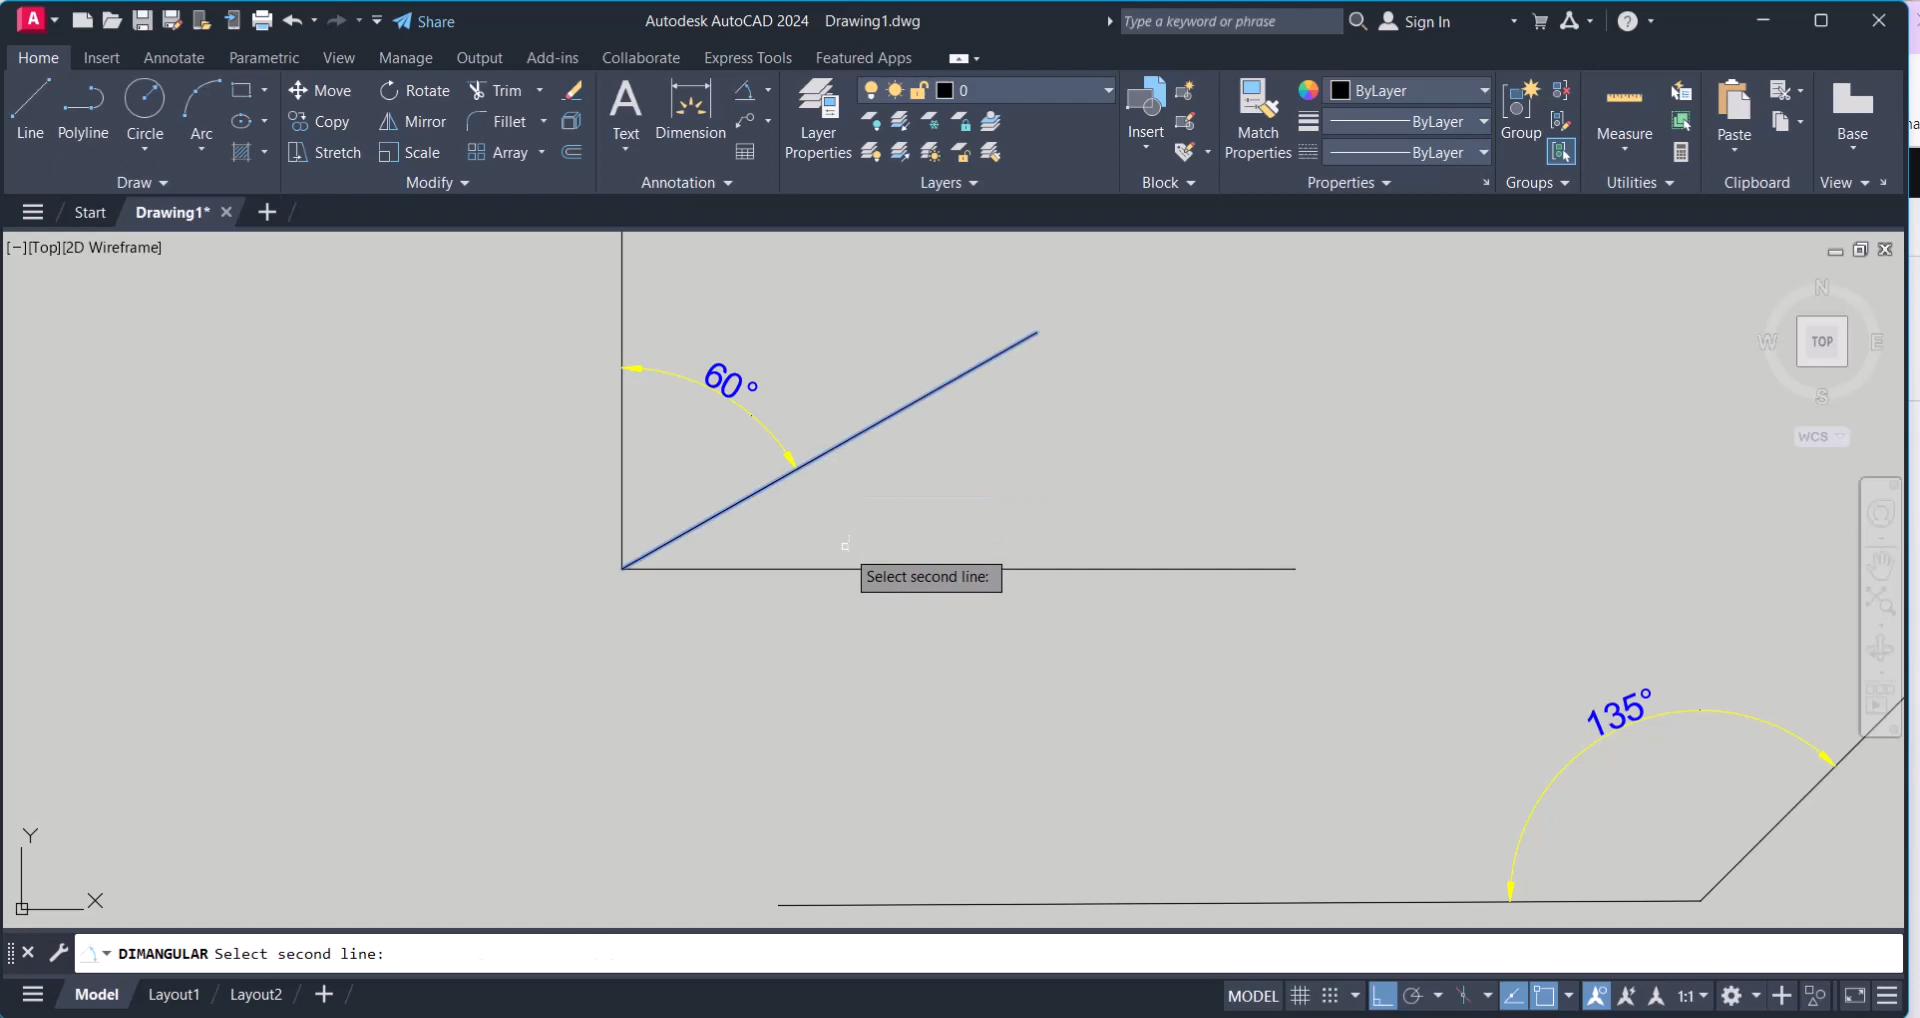 A Share Autodesk AutoCAD 2024 Drawing1.dwg Type a keyword or phrase Sign In
Home Insert Annotate Parametric View Manage Output Add-ins Collaborate Express Tools Featured Apps
Line Polyline Circle Arc
Move Rotate Trim
Copy Mirror Fillet
Stretch Scale Array
A Text Dimension
Layer Properties
0
Insert
Match Properties
ByLayer
ByLayer
ByLayer
Group
Measure
Paste
Base
Draw Modify Annotation Layers Block Properties Groups Utilities Clipboard View
Start Drawing1*
[−][Top][2D Wireframe]
N
W TOP E
S
WCS
60°
Select second line:
135°
Y
X
DIMANGULAR Select second line:
Model Layout1 Layout2 MODEL 1:1